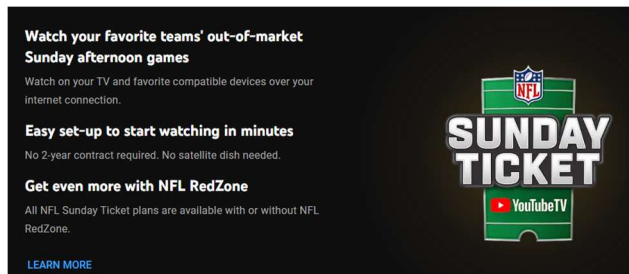 Watch your favorite teams' out-of-market
Sunday afternoon games
Watch on your TV and favorite compatible devices over your
internet connection.
Easy set-up to start watching in minutes
No 2-year contract required. No satellite dish needed.
Get even more with NFL RedZone
All NFL Sunday Ticket plans are available with or without NFL
RedZone.
LEARN MORE
NFL
SUNDAY
TICKET
YouTubeTV